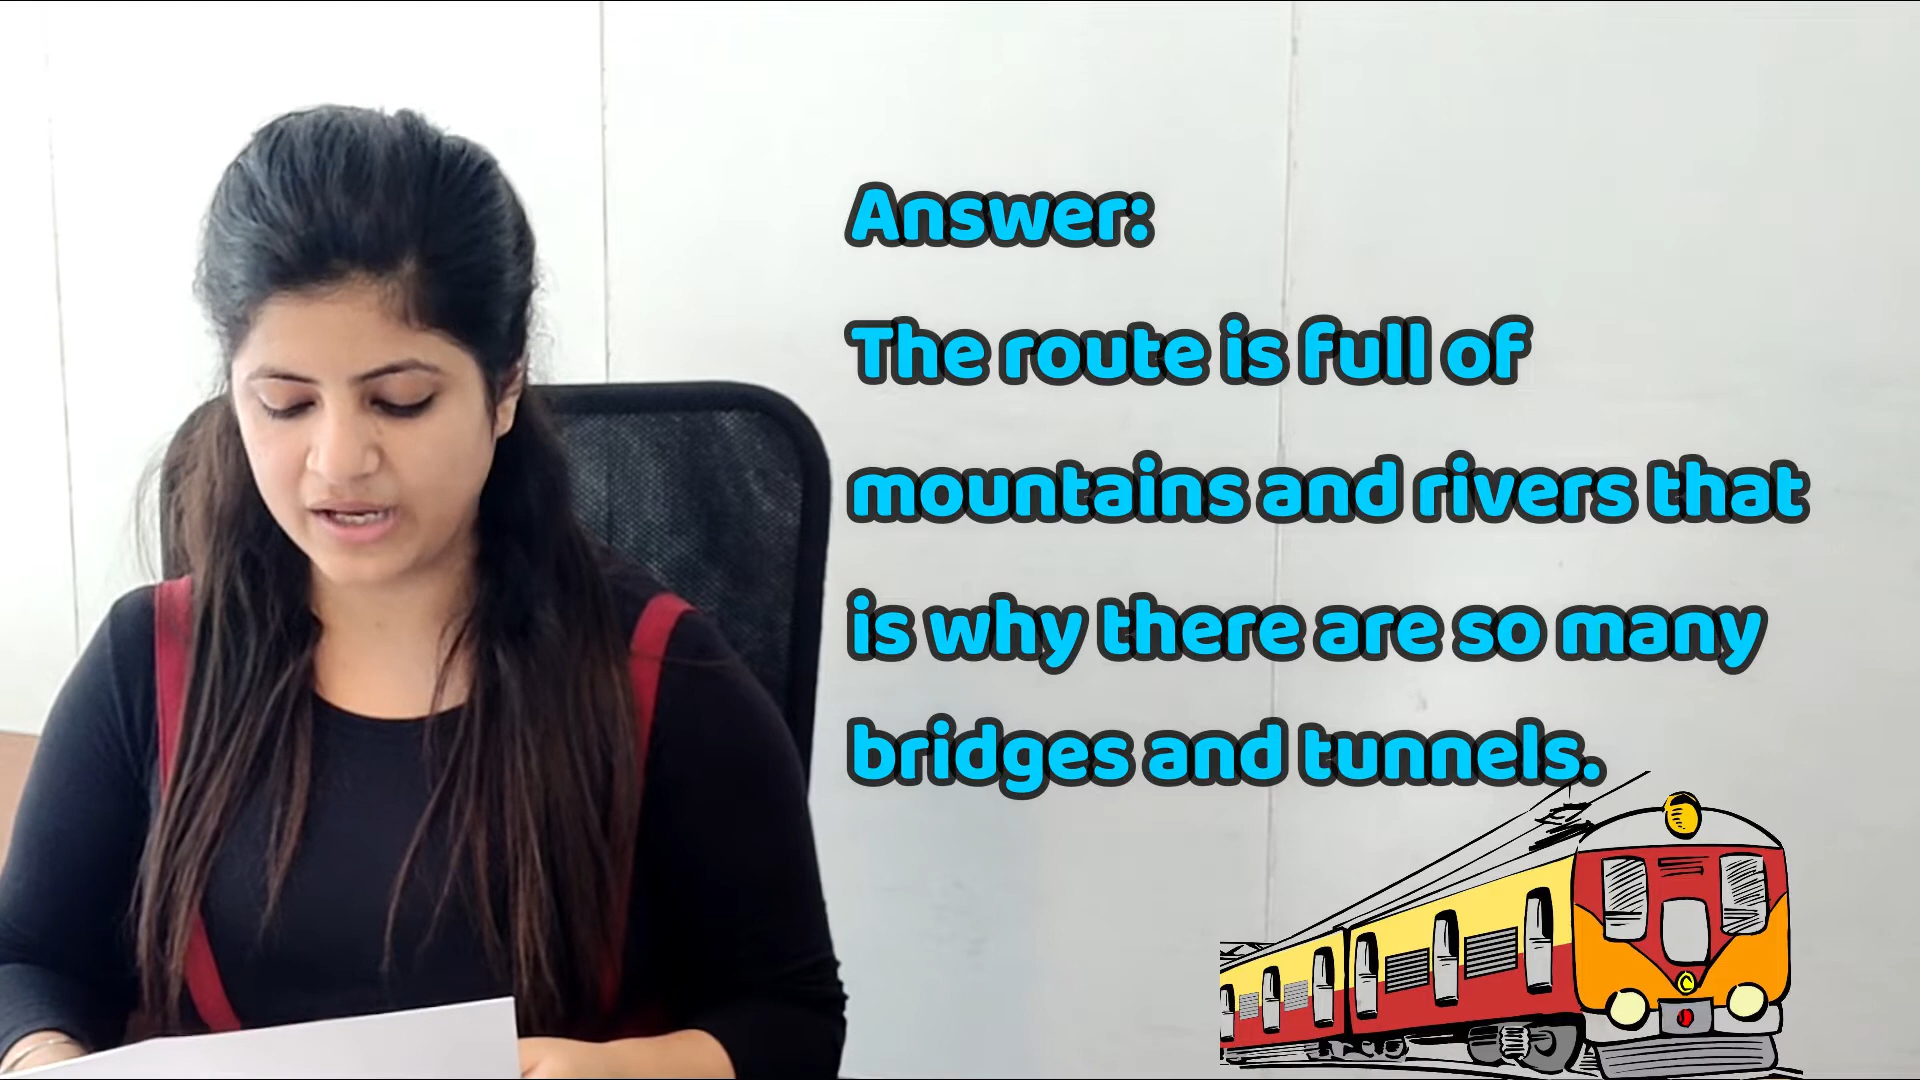 Answer:
The route is full of
mountains and rivers that
is why there are so many
bridges and tunnels.